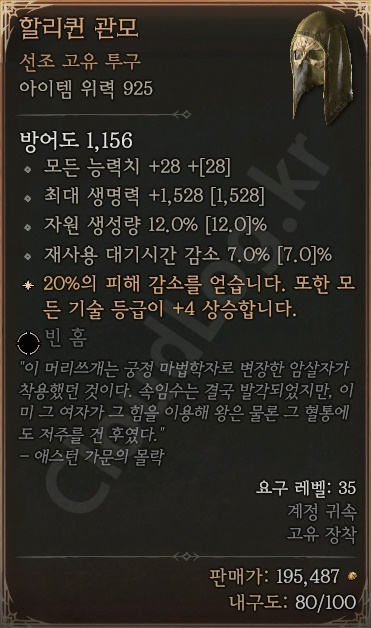 할리퀸 관모
선조 고유 투구
아이템 위력 925
방어도 1,156
모든 능력치 +28 +[28]
최대 생명력 +1,528 [1,528]
자원 생성량 12.0% [12.0]%
재사용 대기시간 감소 7.0% [7.0]%
20%의 피해 감소를 얻습니다. 또한 모
든 기술 등급이 +4 상승합니다.
빈 홈
"이 머리쓰개는 궁정 마법학자로 변장한 암살자가
착용했던 것이다. 속임수는 결국 발각되었지만, 이
미 그 여자가 그 힘을 이용해 왕은 물론 그 혈통에
도 저주를 건 후였다."
– 애스턴 가문의 몰락
요구 레벨: 35
계정 귀속
고유 장착
판매가: 195,487
내구도: 80/100